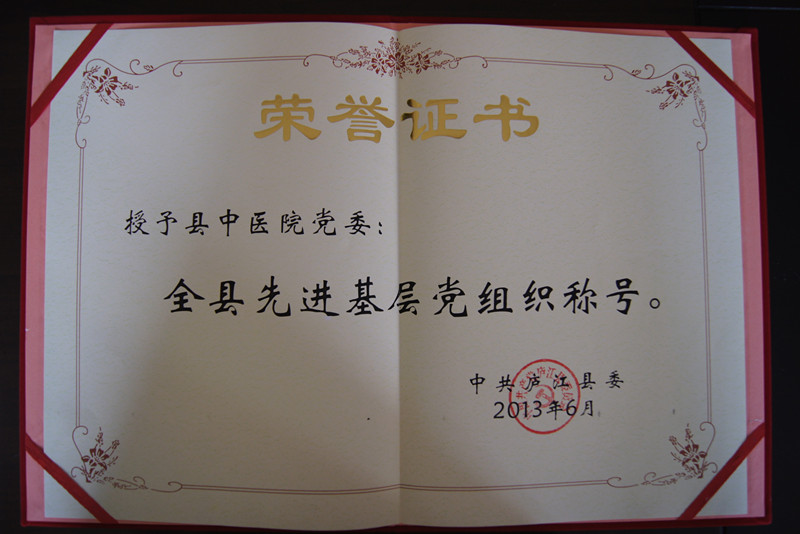 荣誉证书
授予县中医院党委：
全县先进基层党组织称号。
中共庐江县委
2013年6月